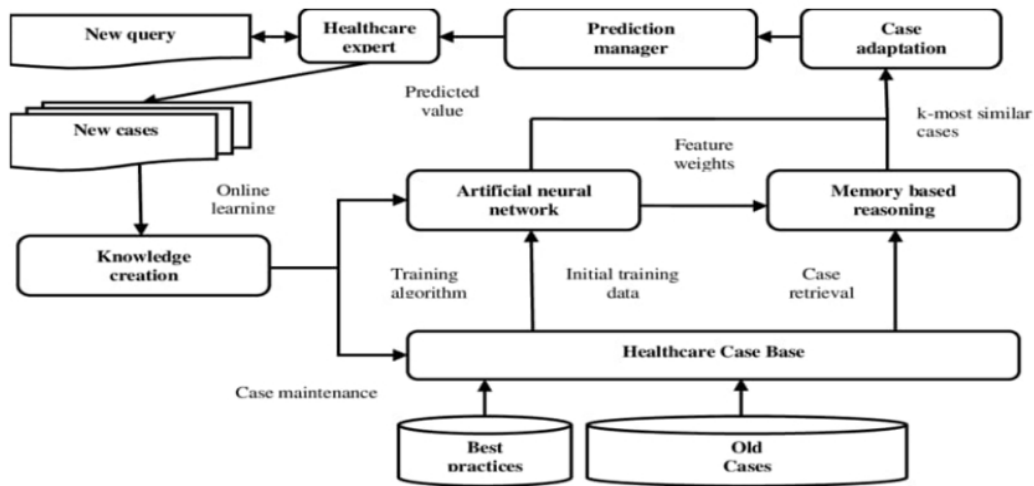 New query
Healthcare
expert
Prediction
manager
Case
adaptation
Predicted
value
k-most similar
cases
New cases
Feature
weights
Online
learning
Artificial neural
network
Memory based
reasoning
Knowledge
creation
Training
algorithm
Initial training
data
Case
retrieval
Healthcare Case Base
Case maintenance
Best
practices
Old
Cases